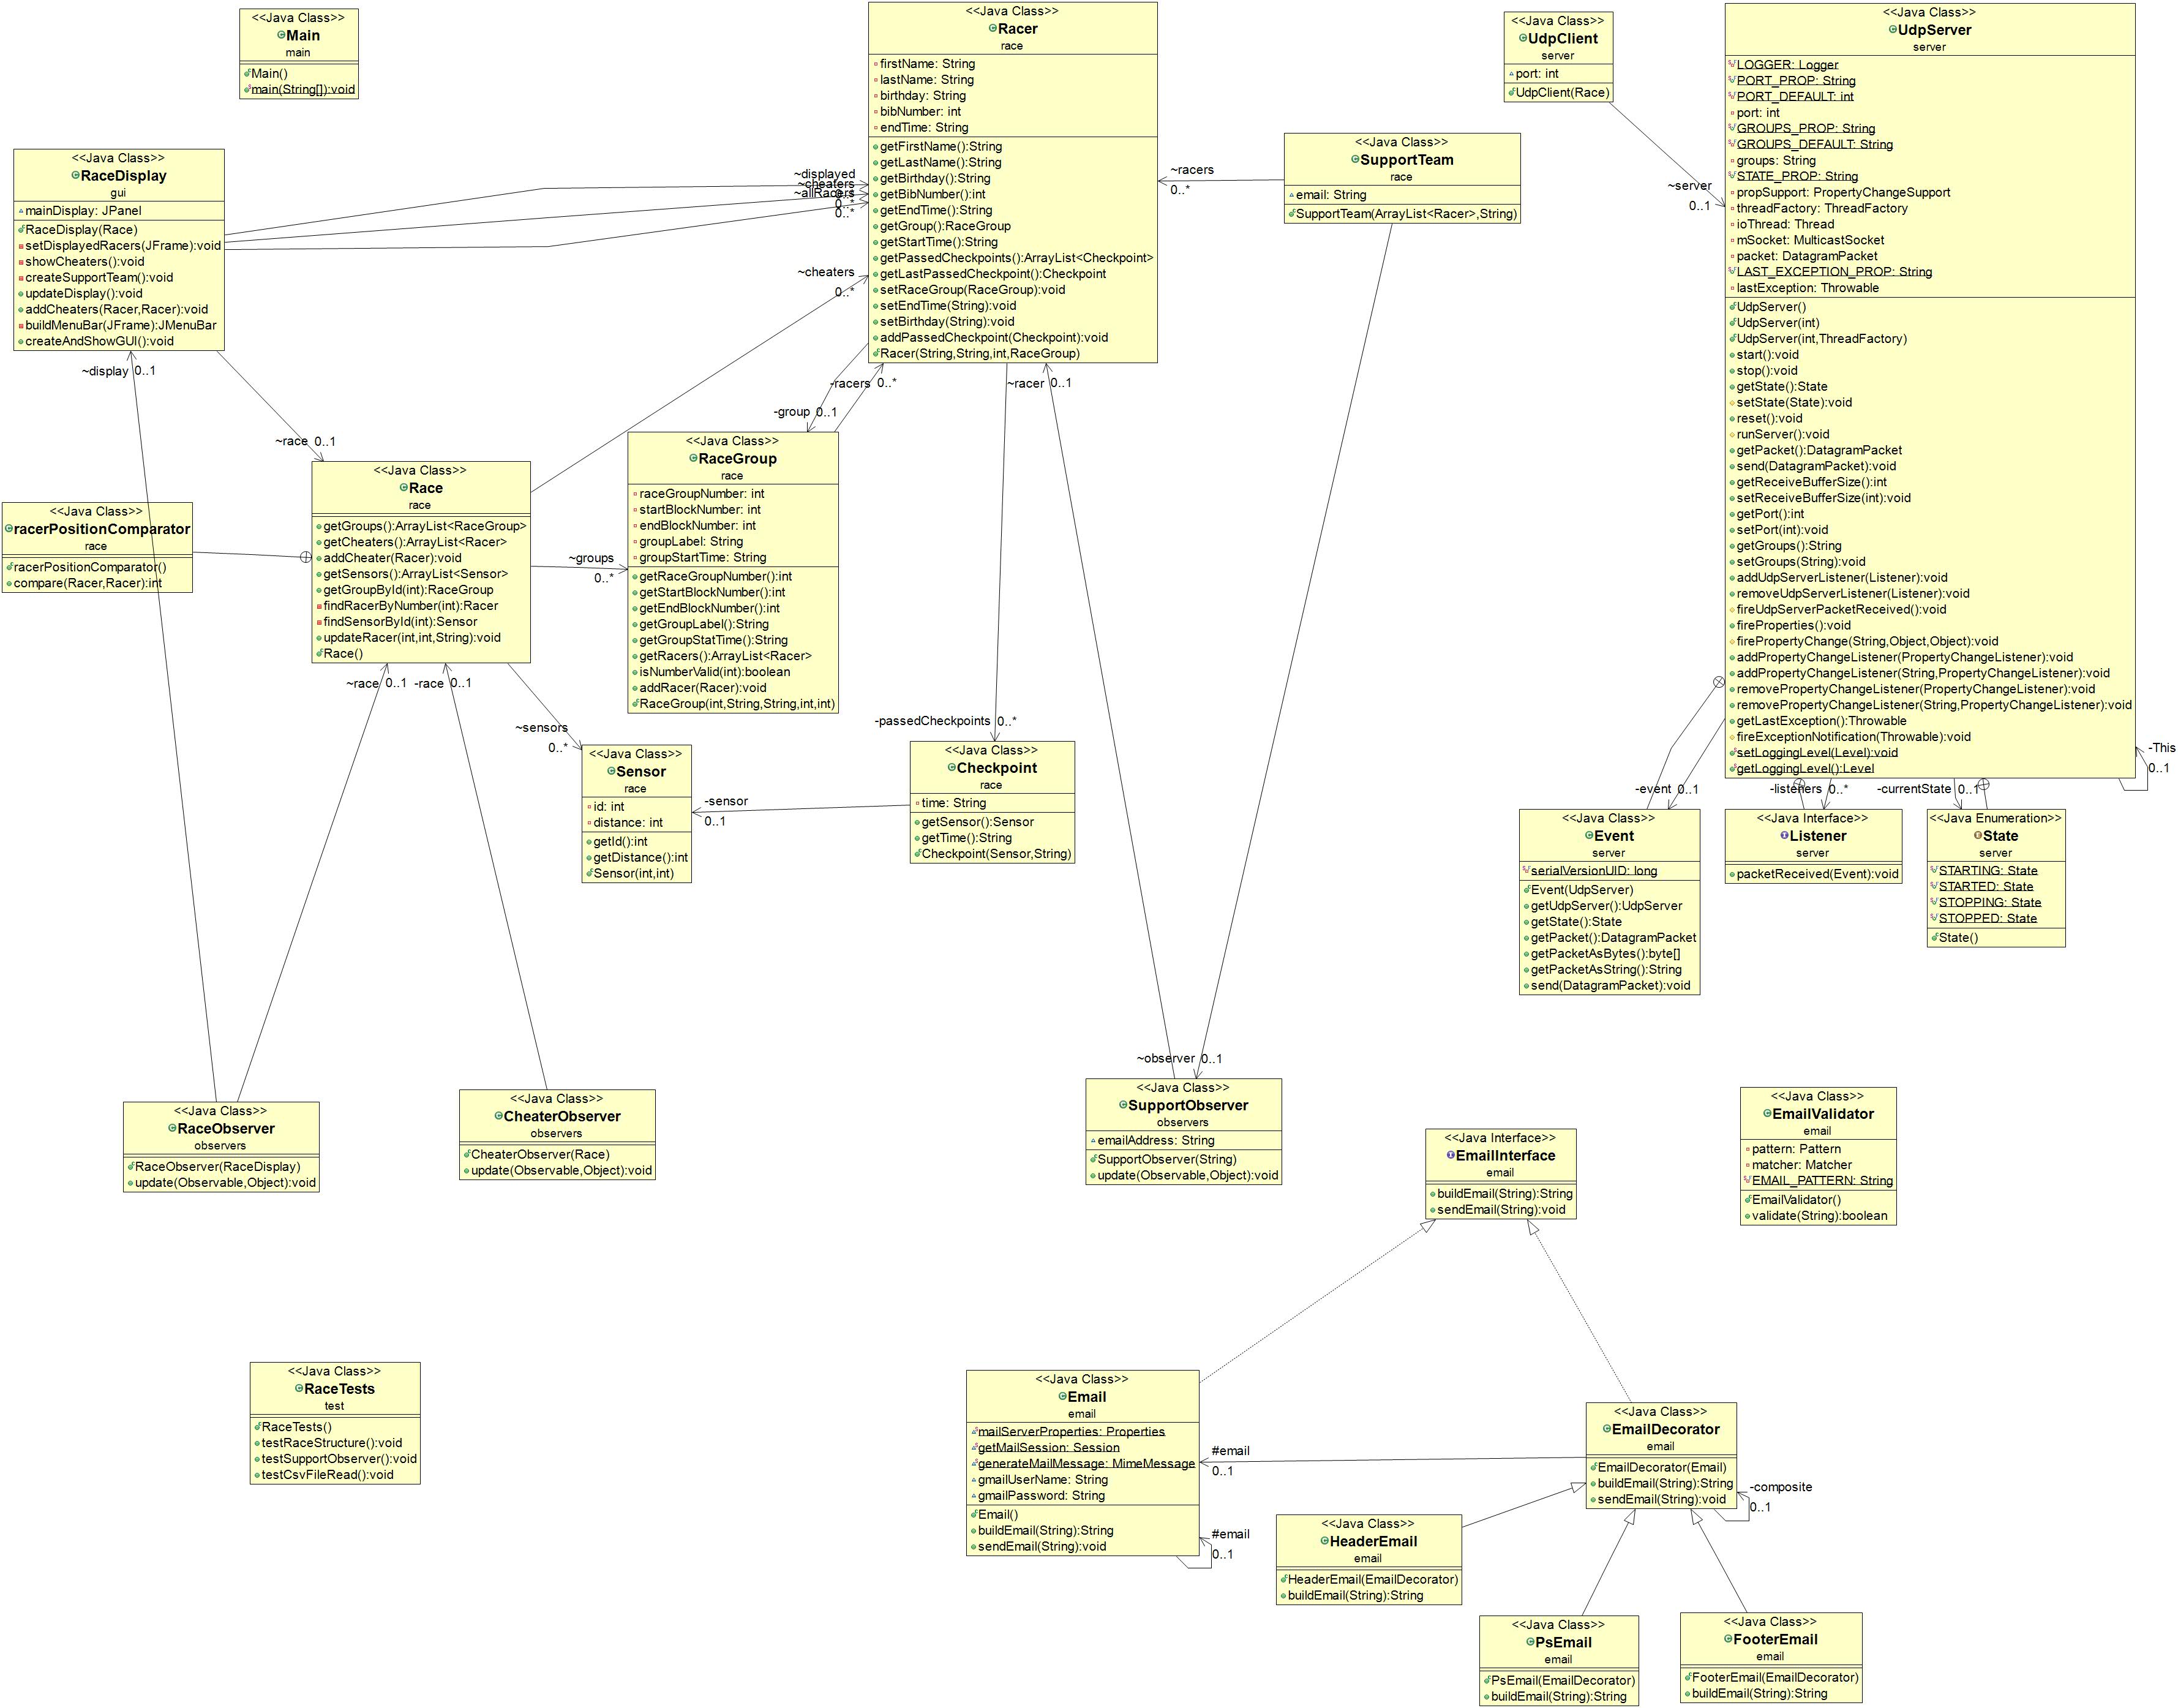 <<Java Class>>
Main
main
Main()
main(String[]):void
<<Java Class>>
Racer
race
firstName: String
lastName: String
birthday: String
bibNumber: int
endTime: String
getFirstName():String
getLastName():String
getBirthday():String
getBibNumber():int
getEndTime():String
getGroup():RaceGroup
getStartTime():String
getPassedCheckpoints():ArrayList<Checkpoint>
getLastPassedCheckpoint():Checkpoint
setRaceGroup(RaceGroup):void
setEndTime(String):void
setBirthday(String):void
addPassedCheckpoint(Checkpoint):void
Racer(String,String,int,RaceGroup)
<<Java Class>>
UdpClient
server
port: int
UdpClient(Race)
<<Java Class>>
UdpServer
server
LOGGER: Logger
PORT_PROP: String
PORT_DEFAULT: int
port: int
GROUPS_PROP: String
GROUPS_DEFAULT: String
groups: String
STATE_PROP: String
propSupport: PropertyChangeSupport
threadFactory: ThreadFactory
ioThread: Thread
mSocket: MulticastSocket
packet: DatagramPacket
LAST_EXCEPTION_PROP: String
lastException: Throwable
UdpServer()
UdpServer(int)
UdpServer(int,ThreadFactory)
start():void
stop():void
getState():State
setState(State):void
reset():void
runServer():void
getPacket():DatagramPacket
send(DatagramPacket):void
getReceiveBufferSize():int
setReceiveBufferSize(int):void
getPort():int
setPort(int):void
getGroups():String
setGroups(String):void
addUdpServerListener(Listener):void
removeUdpServerListener(Listener):void
fireUdpServerPacketReceived():void
fireProperties():void
firePropertyChange(String,Object,Object):void
addPropertyChangeListener(PropertyChangeListener):void
addPropertyChangeListener(String,PropertyChangeListener):void
removePropertyChangeListener(PropertyChangeListener):void
removePropertyChangeListener(String,PropertyChangeListener):void
getLastException():Throwable
fireExceptionNotification(Throwable):void
setLoggingLevel(Level):void
getLoggingLevel():Level
<<Java Class>>
SupportTeam
race
email: String
SupportTeam(ArrayList<Racer>,String)
~racers
0..*
~server
0..1
-This
0..1
<<Java Class>>
RaceDisplay
gui
mainDisplay: JPanel
RaceDisplay(Race)
setDisplayedRacers(JFrame):void
showCheaters():void
createSupportTeam():void
updateDisplay():void
addCheaters(Racer,Racer):void
buildMenuBar(JFrame):JMenuBar
createAndShowGUI():void
~displayed
~cheaters
~allRacers
0..*
0..*
~cheaters
0..*
~display 0..1
~race 0..1
-racers 0..*
-group 0..1
~racer 0..1
<<Java Class>>
racerPositionComparator
race
racerPositionComparator()
compare(Racer,Racer):int
<<Java Class>>
Race
race
getGroups():ArrayList<RaceGroup>
getCheaters():ArrayList<Racer>
addCheater(Racer):void
getSensors():ArrayList<Sensor>
getGroupById(int):RaceGroup
findRacerByNumber(int):Racer
findSensorById(int):Sensor
updateRacer(int,int,String):void
Race()
~groups
0..*
<<Java Class>>
RaceGroup
race
raceGroupNumber: int
startBlockNumber: int
endBlockNumber: int
groupLabel: String
groupStartTime: String
getRaceGroupNumber():int
getStartBlockNumber():int
getEndBlockNumber():int
getGroupLabel():String
getGroupStatTime():String
getRacers():ArrayList<Racer>
isNumberValid(int):boolean
addRacer(Racer):void
RaceGroup(int,String,String,int,int)
~race 0..1
-race 0..1
~sensors
0..*
-passedCheckpoints 0..*
<<Java Class>>
Sensor
race
id: int
distance: int
getId():int
getDistance():int
Sensor(int,int)
-sensor
0..1
<<Java Class>>
Checkpoint
race
time: String
getSensor():Sensor
getTime():String
Checkpoint(Sensor,String)
-event 0..1
-listeners 0..*
-currentState 0..1
<<Java Class>>
Event
server
serialVersionUID: long
Event(UdpServer)
getUdpServer():UdpServer
getState():State
getPacket():DatagramPacket
getPacketAsBytes():byte[]
getPacketAsString():String
send(DatagramPacket):void
<<Java Interface>>
Listener
server
packetReceived(Event):void
<<Java Enumeration>>
State
server
STARTING: State
STARTED: State
STOPPING: State
STOPPED: State
State()
~observer 0..1
<<Java Class>>
RaceObserver
observers
RaceObserver(RaceDisplay)
update(Observable,Object):void
<<Java Class>>
CheaterObserver
observers
CheaterObserver(Race)
update(Observable,Object):void
<<Java Class>>
SupportObserver
observers
emailAddress: String
SupportObserver(String)
update(Observable,Object):void
<<Java Interface>>
EmailInterface
email
buildEmail(String):String
sendEmail(String):void
<<Java Class>>
EmailValidator
email
pattern: Pattern
matcher: Matcher
EMAIL_PATTERN: String
EmailValidator()
validate(String):boolean
<<Java Class>>
RaceTests
test
RaceTests()
testRaceStructure():void
testSupportObserver():void
testCsvFileRead():void
<<Java Class>>
Email
email
mailServerProperties: Properties
getMailSession: Session
generateMailMessage: MimeMessage
gmailUserName: String
gmailPassword: String
Email()
buildEmail(String):String
sendEmail(String):void
#email
0..1
#email
0..1
<<Java Class>>
EmailDecorator
email
EmailDecorator(Email)
buildEmail(String):String
sendEmail(String):void
-composite
0..1
<<Java Class>>
HeaderEmail
email
HeaderEmail(EmailDecorator)
buildEmail(String):String
<<Java Class>>
PsEmail
email
PsEmail(EmailDecorator)
buildEmail(String):String
<<Java Class>>
FooterEmail
email
FooterEmail(EmailDecorator)
buildEmail(String):String